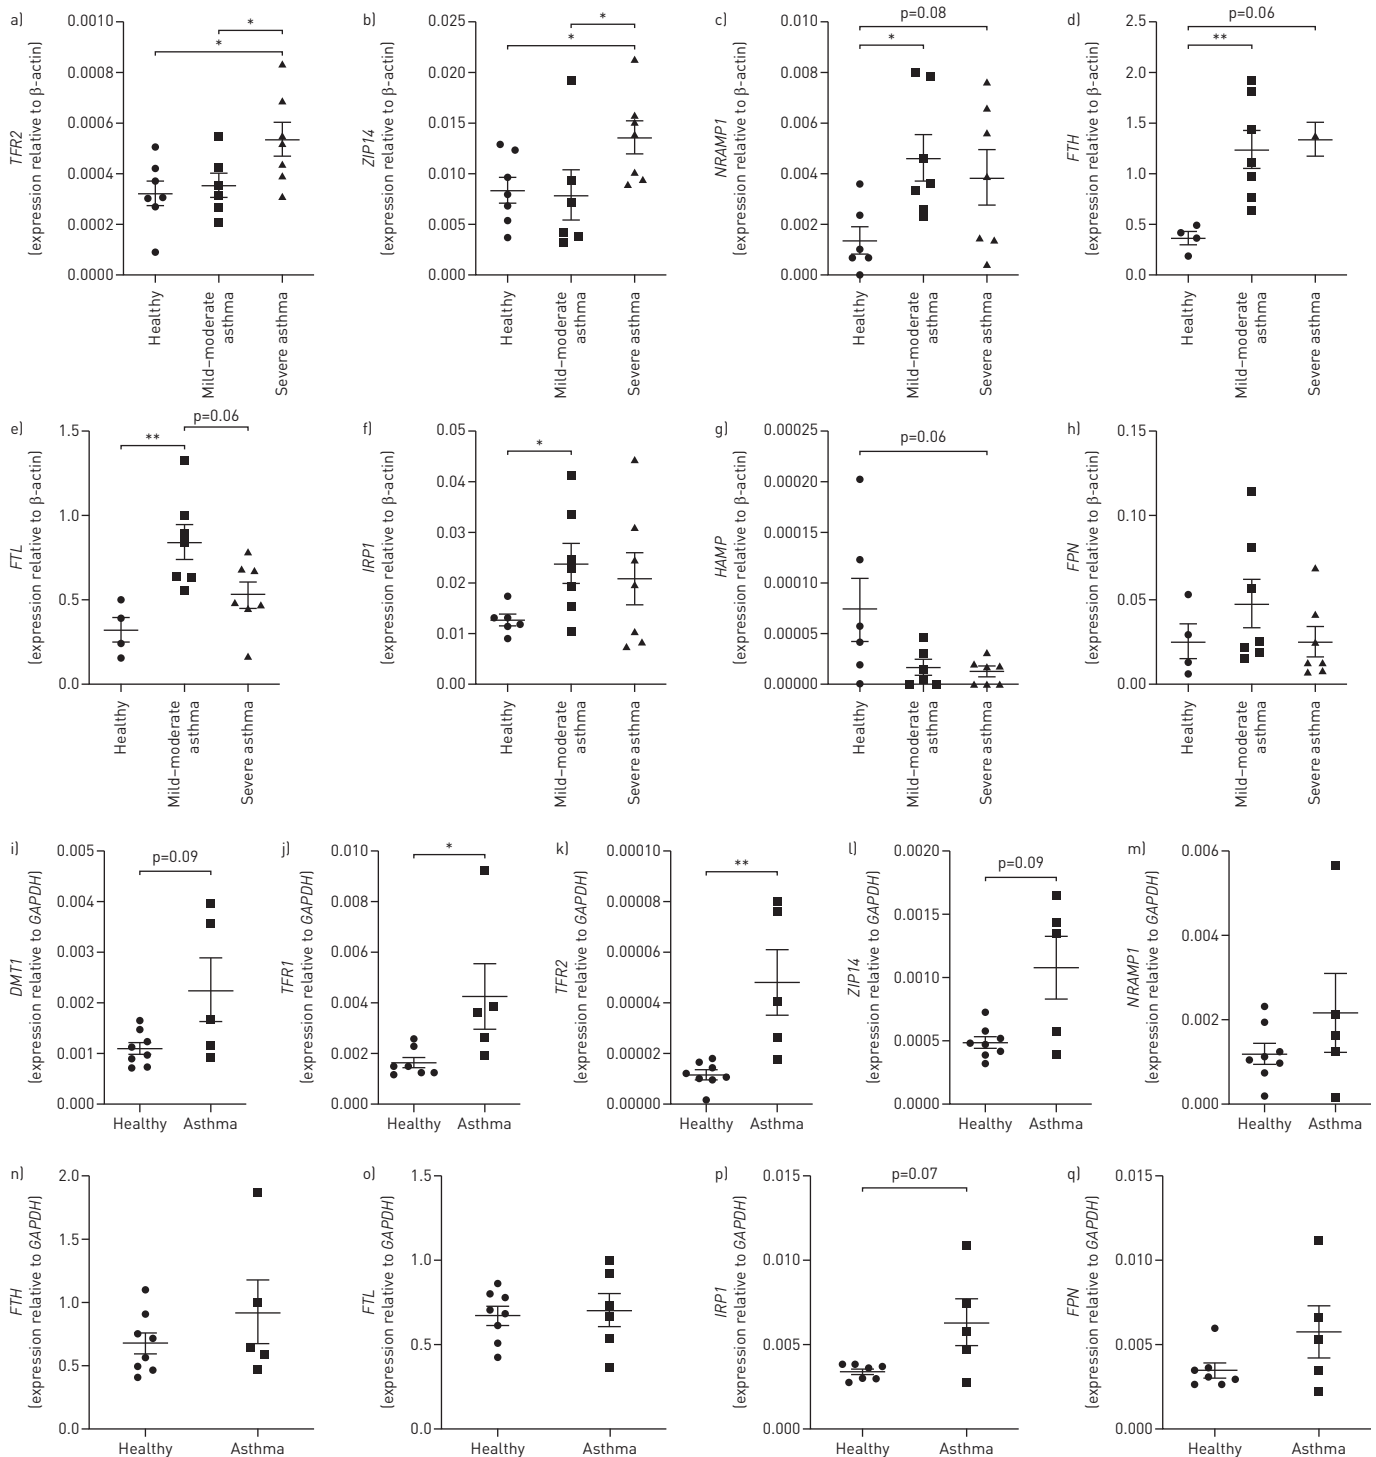 a)
TFR2
(expression relative to β-actin)
0.0010
0.0008
0.0006
0.0004
0.0002
0.0000
*
*
Healthy
Mild–moderate
asthma
Severe asthma
b)
ZIP14
(expression relative to β-actin)
0.025
0.020
0.015
0.010
0.005
0.000
*
*
Healthy
Mild–moderate
asthma
Severe asthma
c)
NRAMP1
(expression relative to β-actin)
0.0010
0.008
0.006
0.004
0.002
0.000
p=0.08
*
Healthy
Mild–moderate
asthma
Severe asthma
d)
FTH
(expression relative to β-actin)
2.5
2.0
1.5
1.0
0.5
0.0
p=0.06
**
Healthy
Mild–moderate
asthma
Severe asthma
e)
FTL
(expression relative to β-actin)
1.5
1.0
0.5
0.0
p=0.06
**
Healthy
Mild–moderate
asthma
Severe asthma
f)
IRP1
(expression relative to β-actin)
0.05
0.04
0.03
0.02
0.01
0.00
*
Healthy
Mild–moderate
asthma
Severe asthma
g)
HAMP
(expression relative to β-actin)
0.00025
0.00020
0.00015
0.00010
0.00005
0.00000
p=0.06
Healthy
Mild–moderate
asthma
Severe asthma
h)
FPN
(expression relative to β-actin)
0.15
0.10
0.05
0.00
Healthy
Mild–moderate
asthma
Severe asthma
i)
DMT1
(expression relative to GAPDH)
0.005
0.004
0.003
0.002
0.001
0.000
p=0.09
Healthy Asthma
j)
TFR1
(expression relative to GAPDH)
0.010
0.008
0.006
0.004
0.002
0.000
*
Healthy Asthma
k)
TFR2
(expression relative to GAPDH)
0.00010
0.00008
0.00006
0.00004
0.00002
0.00000
**
Healthy Asthma
l)
ZIP14
(expression relative to GAPDH)
0.0020
0.0015
0.0010
0.0005
0.0000
p=0.09
Healthy Asthma
m)
NRAMP1
(expression relative to GAPDH)
0.006
0.004
0.002
0.000
Healthy Asthma
n)
FTH
(expression relative to GAPDH)
2.0
1.5
1.0
0.5
0.0
Healthy Asthma
o)
FTL
(expression relative to GAPDH)
1.5
1.0
0.5
0.0
Healthy Asthma
p)
IRP1
(expression relative to GAPDH)
0.015
0.010
0.005
0.000
p=0.07
Healthy Asthma
q)
FPN
(expression relative to GAPDH)
0.015
0.010
0.005
0.000
Healthy Asthma